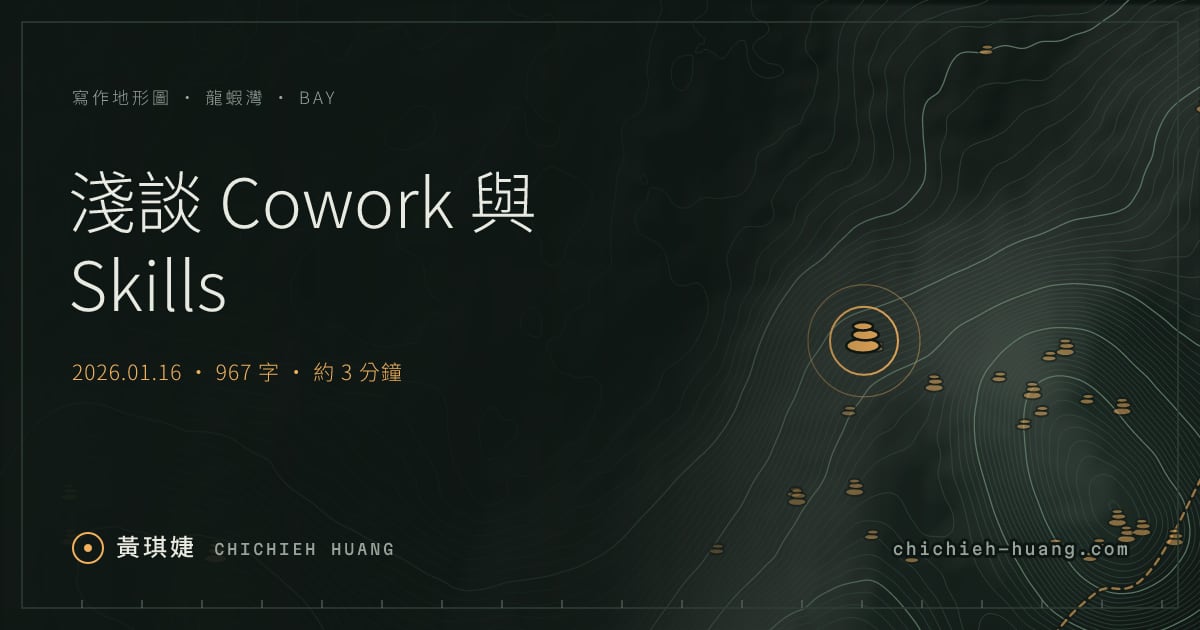 寫作地形圖 · 龍蝦灣 · BAY
淺談 Cowork 與
Skills
2026.01.16 · 967 字 · 約 3 分鐘
黃琪婕 CHICHIEH HUANG
chichieh-huang.com